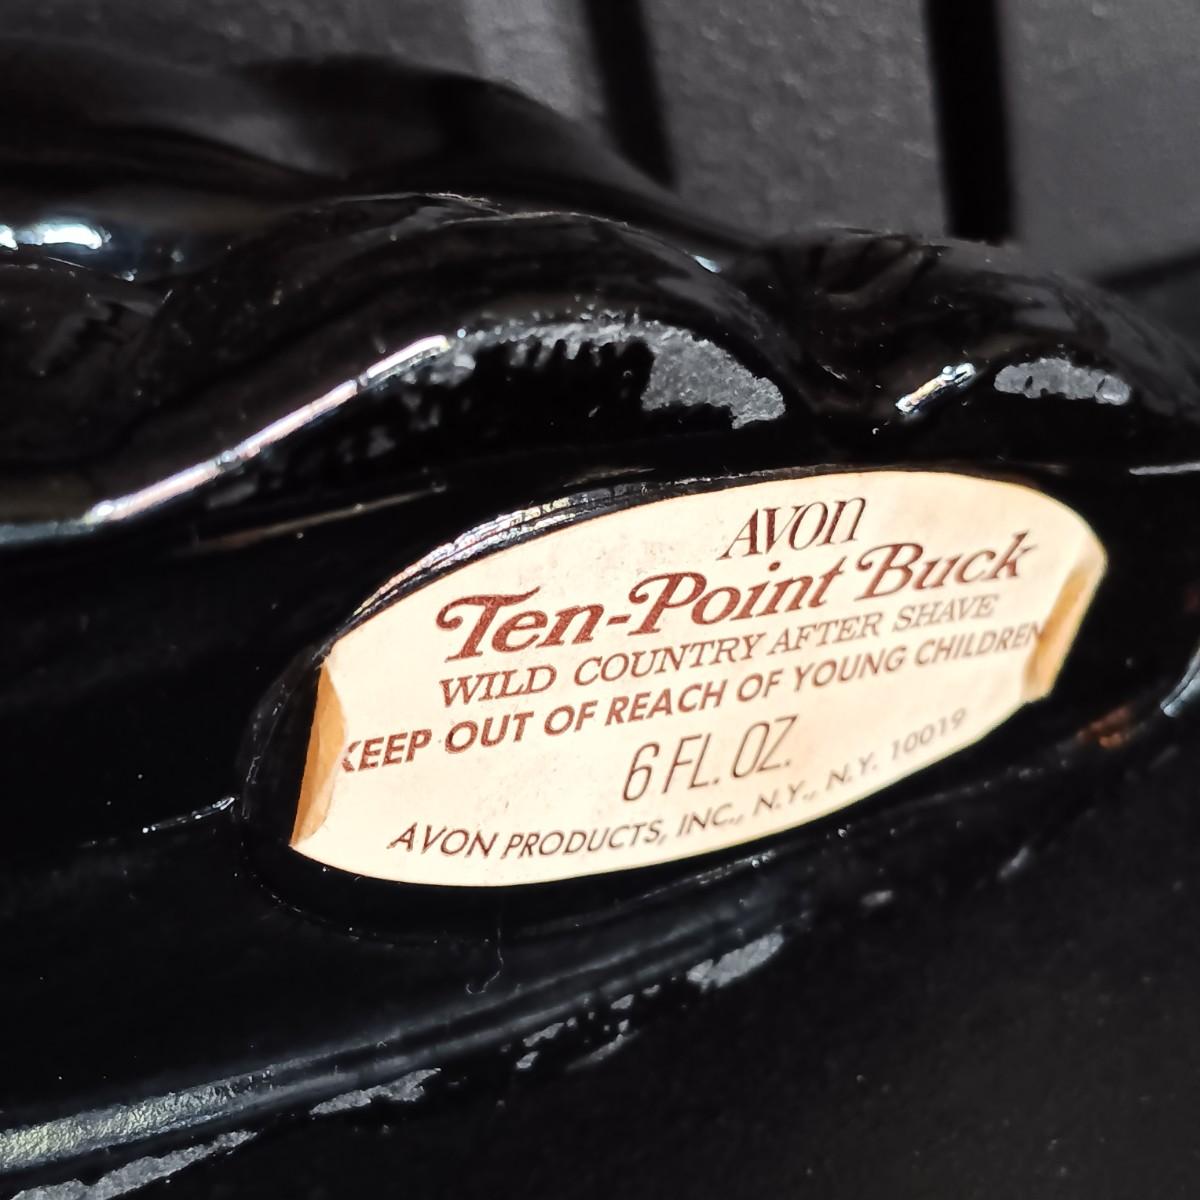 AVON
Ten-Point Buck
WILD COUNTRY AFTER SHAVE
KEEP OUT OF REACH OF YOUNG CHILDREN
6 FL. OZ.
AVON PRODUCTS, INC., N.Y., N.Y. 10019